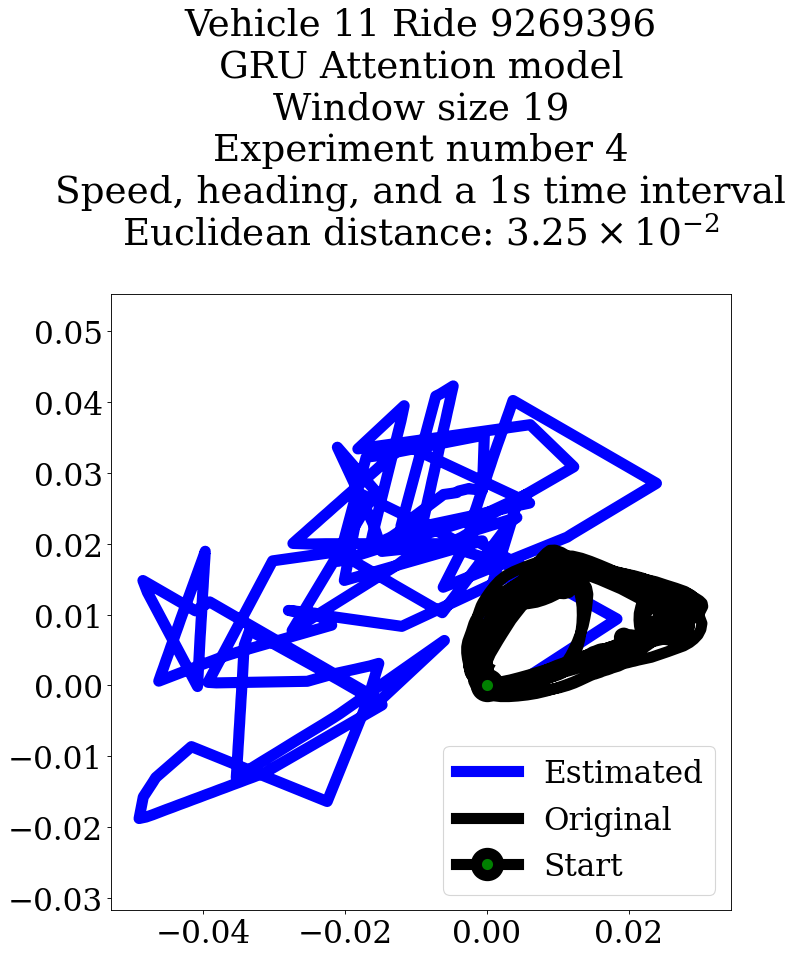 Vehicle 11 Ride 9269396
GRU Attention model
Window size 19
Experiment number 4
Speed, heading, and a 1s time interval
Euclidean distance: 3.25 × 10⁻²
0.05
0.04
0.03
0.02
0.01
0.00
−0.01
−0.02
−0.03
−0.04 −0.02 0.00 0.02
Estimated
Original
Start